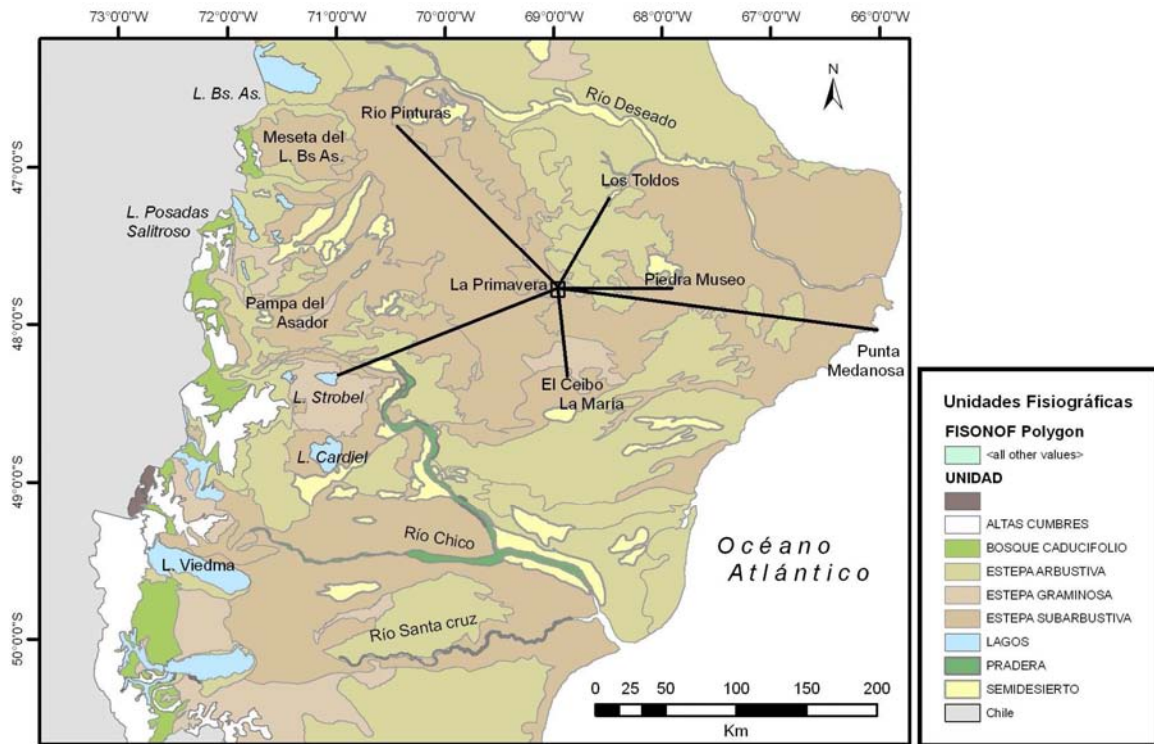 73°0'0"W 72°0'0"W 71°0'0"W 70°0'0"W 69°0'0"W 68°0'0"W 67°0'0"W 66°0'0"W
N
L. Bs. As.
Río Deseado
Río Pinturas
Meseta del
L. Bs As.
47°0'0"S
Los Toldos
L. Posadas
Salitroso
La Primavera
Piedra Museo
Pampa del
Asador
48°0'0"S
Punta
Medanosa
El Ceibo
La María
L. Strobel
L. Cardiel
49°0'0"S
Río Chico
Océano
Atlántico
L. Viedma
Río Santa cruz
50°0'0"S
0 25 50 100 150 200
Km
Unidades Fisiográficas
FISONOF Polygon
<all other values>
UNIDAD
ALTAS CUMBRES
BOSQUE CADUCIFOLIO
ESTEPA ARBUSTIVA
ESTEPA GRAMINOSA
ESTEPA SUBARBUSTIVA
LAGOS
PRADERA
SEMIDESIERTO
Chile